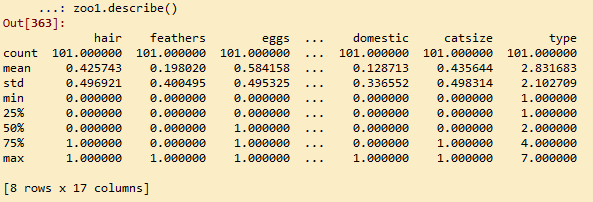 ...: zoo1.describe()
Out[363]:
hair feathers eggs ... domestic catsize type
count 101.000000 101.000000 101.000000 ... 101.000000 101.000000 101.000000
mean 0.425743 0.198020 0.584158 ... 0.128713 0.435644 2.831683
std 0.496921 0.400495 0.495325 ... 0.336552 0.498314 2.102709
min 0.000000 0.000000 0.000000 ... 0.000000 0.000000 1.000000
25% 0.000000 0.000000 0.000000 ... 0.000000 0.000000 1.000000
50% 0.000000 0.000000 1.000000 ... 0.000000 0.000000 2.000000
75% 1.000000 0.000000 1.000000 ... 0.000000 1.000000 4.000000
max 1.000000 1.000000 1.000000 ... 1.000000 1.000000 7.000000
[8 rows x 17 columns]